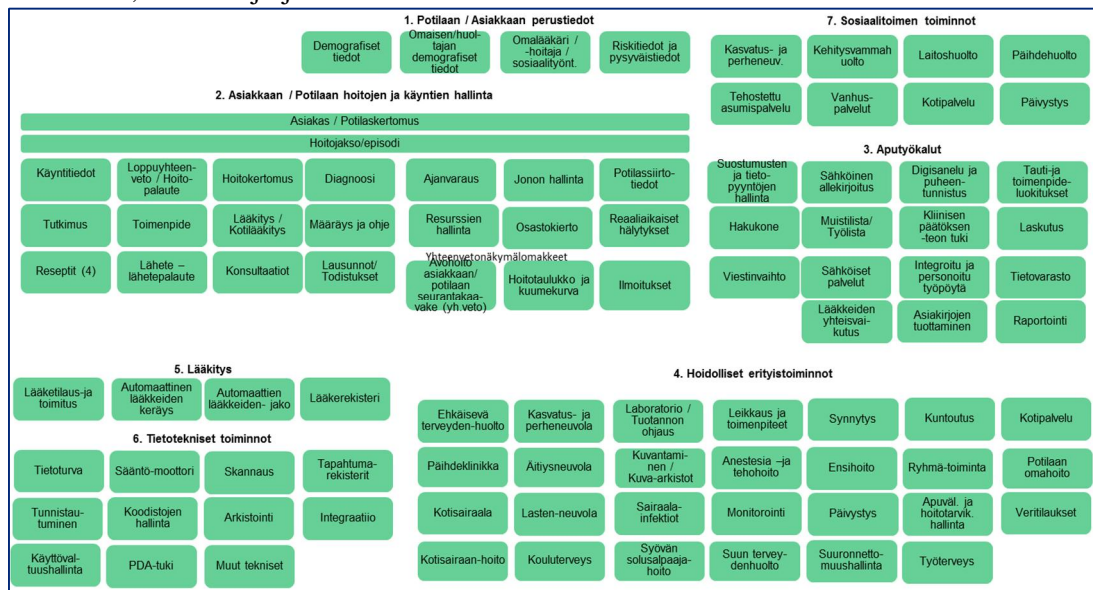 1. Potilaan / Asiakkaan perustiedot
Demografiset
tiedot
Omaisen/huol-
tajan
demografiset
tiedot
Omalääkäri /
-hoitaja /
sosiaalityönt.
Riskitiedot ja
pysyväistiedot
2. Asiakkaan / Potilaan hoitojen ja käyntien hallinta
Asiakas / Potilaskertomus
Hoitojakso/episodi
Käyntitiedot
Loppuyhteen-
veto / Hoito-
palaute
Hoitokertomus
Diagnoosi
Ajanvaraus
Jonon hallinta
Potilassiirto-
tiedot
Tutkimus
Toimenpide
Lääkitys /
Kotilääkitys
Määräys ja ohje
Resurssien
hallinta
Osastokierto
Reaaliaikaiset
hälytykset
Yhteenvetonäkymälomakkeet
Reseptit (4)
Lähete –
lähetepalaute
Konsultaatiot
Lausunnot/
Todistukset
Avohoito
asiakkaan/
potilaan
seurantakaa-
vake (yh.veto)
Hoitotaulukko ja
kuumekurva
Ilmoitukset
7. Sosiaalitoimen toiminnot
Kasvatus- ja
perheneuv.
Kehitysvammah
uolto
Laitoshuolto
Päihdehuolto
Tehostettu
asumispalvelu
Vanhus-
palvelut
Kotipalvelu
Päivystys
3. Aputyökalut
Suostumusten
ja tieto-
pyyntöjen
hallinta
Sähköinen
allekirjoitus
Digisanelu ja
puheen-
tunnistus
Tauti-ja
toimenpide-
luokitukset
Hakukone
Muistilista/
Työlista
Kliinisen
päätöksen
-teon tuki
Laskutus
Viestinvaihto
Sähköiset
palvelut
Integroitu ja
personoitu
työpöytä
Tietovarasto
Lääkkeiden
yhteisvai-
kutus
Asiakirjojen
tuottaminen
Raportointi
5. Lääkitys
Lääketilaus-ja
toimitus
Automaattinen
lääkkeiden
keräys
Automaattien
lääkkeiden- jako
Lääkerekisteri
6. Tietotekniset toiminnot
Tietoturva
Sääntö-moottori
Skannaus
Tapahtuma-
rekisterit
Tunnistau-
tuminen
Koodistojen
hallinta
Arkistointi
Integraatiio
Käyttöval-
tuushallinta
PDA-tuki
Muut tekniset
4. Hoidolliset erityistoiminnot
Ehkäisevä
terveyden-huolto
Kasvatus- ja
perheneuvola
Laboratorio /
Tuotannon
ohjaus
Leikkaus ja
toimenpiteet
Synnytys
Kuntoutus
Kotipalvelu
Päihdeklinikka
Äitiysneuvola
Kuvantami-
nen /
Kuva-arkistot
Anestesia –ja
tehohoito
Ensihoito
Ryhmä-toiminta
Potilaan
omahoito
Kotisairaala
Lasten-neuvola
Sairaala-
infektiot
Monitorointi
Päivystys
Apuväl. ja
hoitotarvik.
hallinta
Veritilaukset
Kotisairaan-hoito
Kouluterveys
Syövän
solusalpaaja-
hoito
Suun tervey-
denhuolto
Suuronnetto-
muushallinta
Työterveys